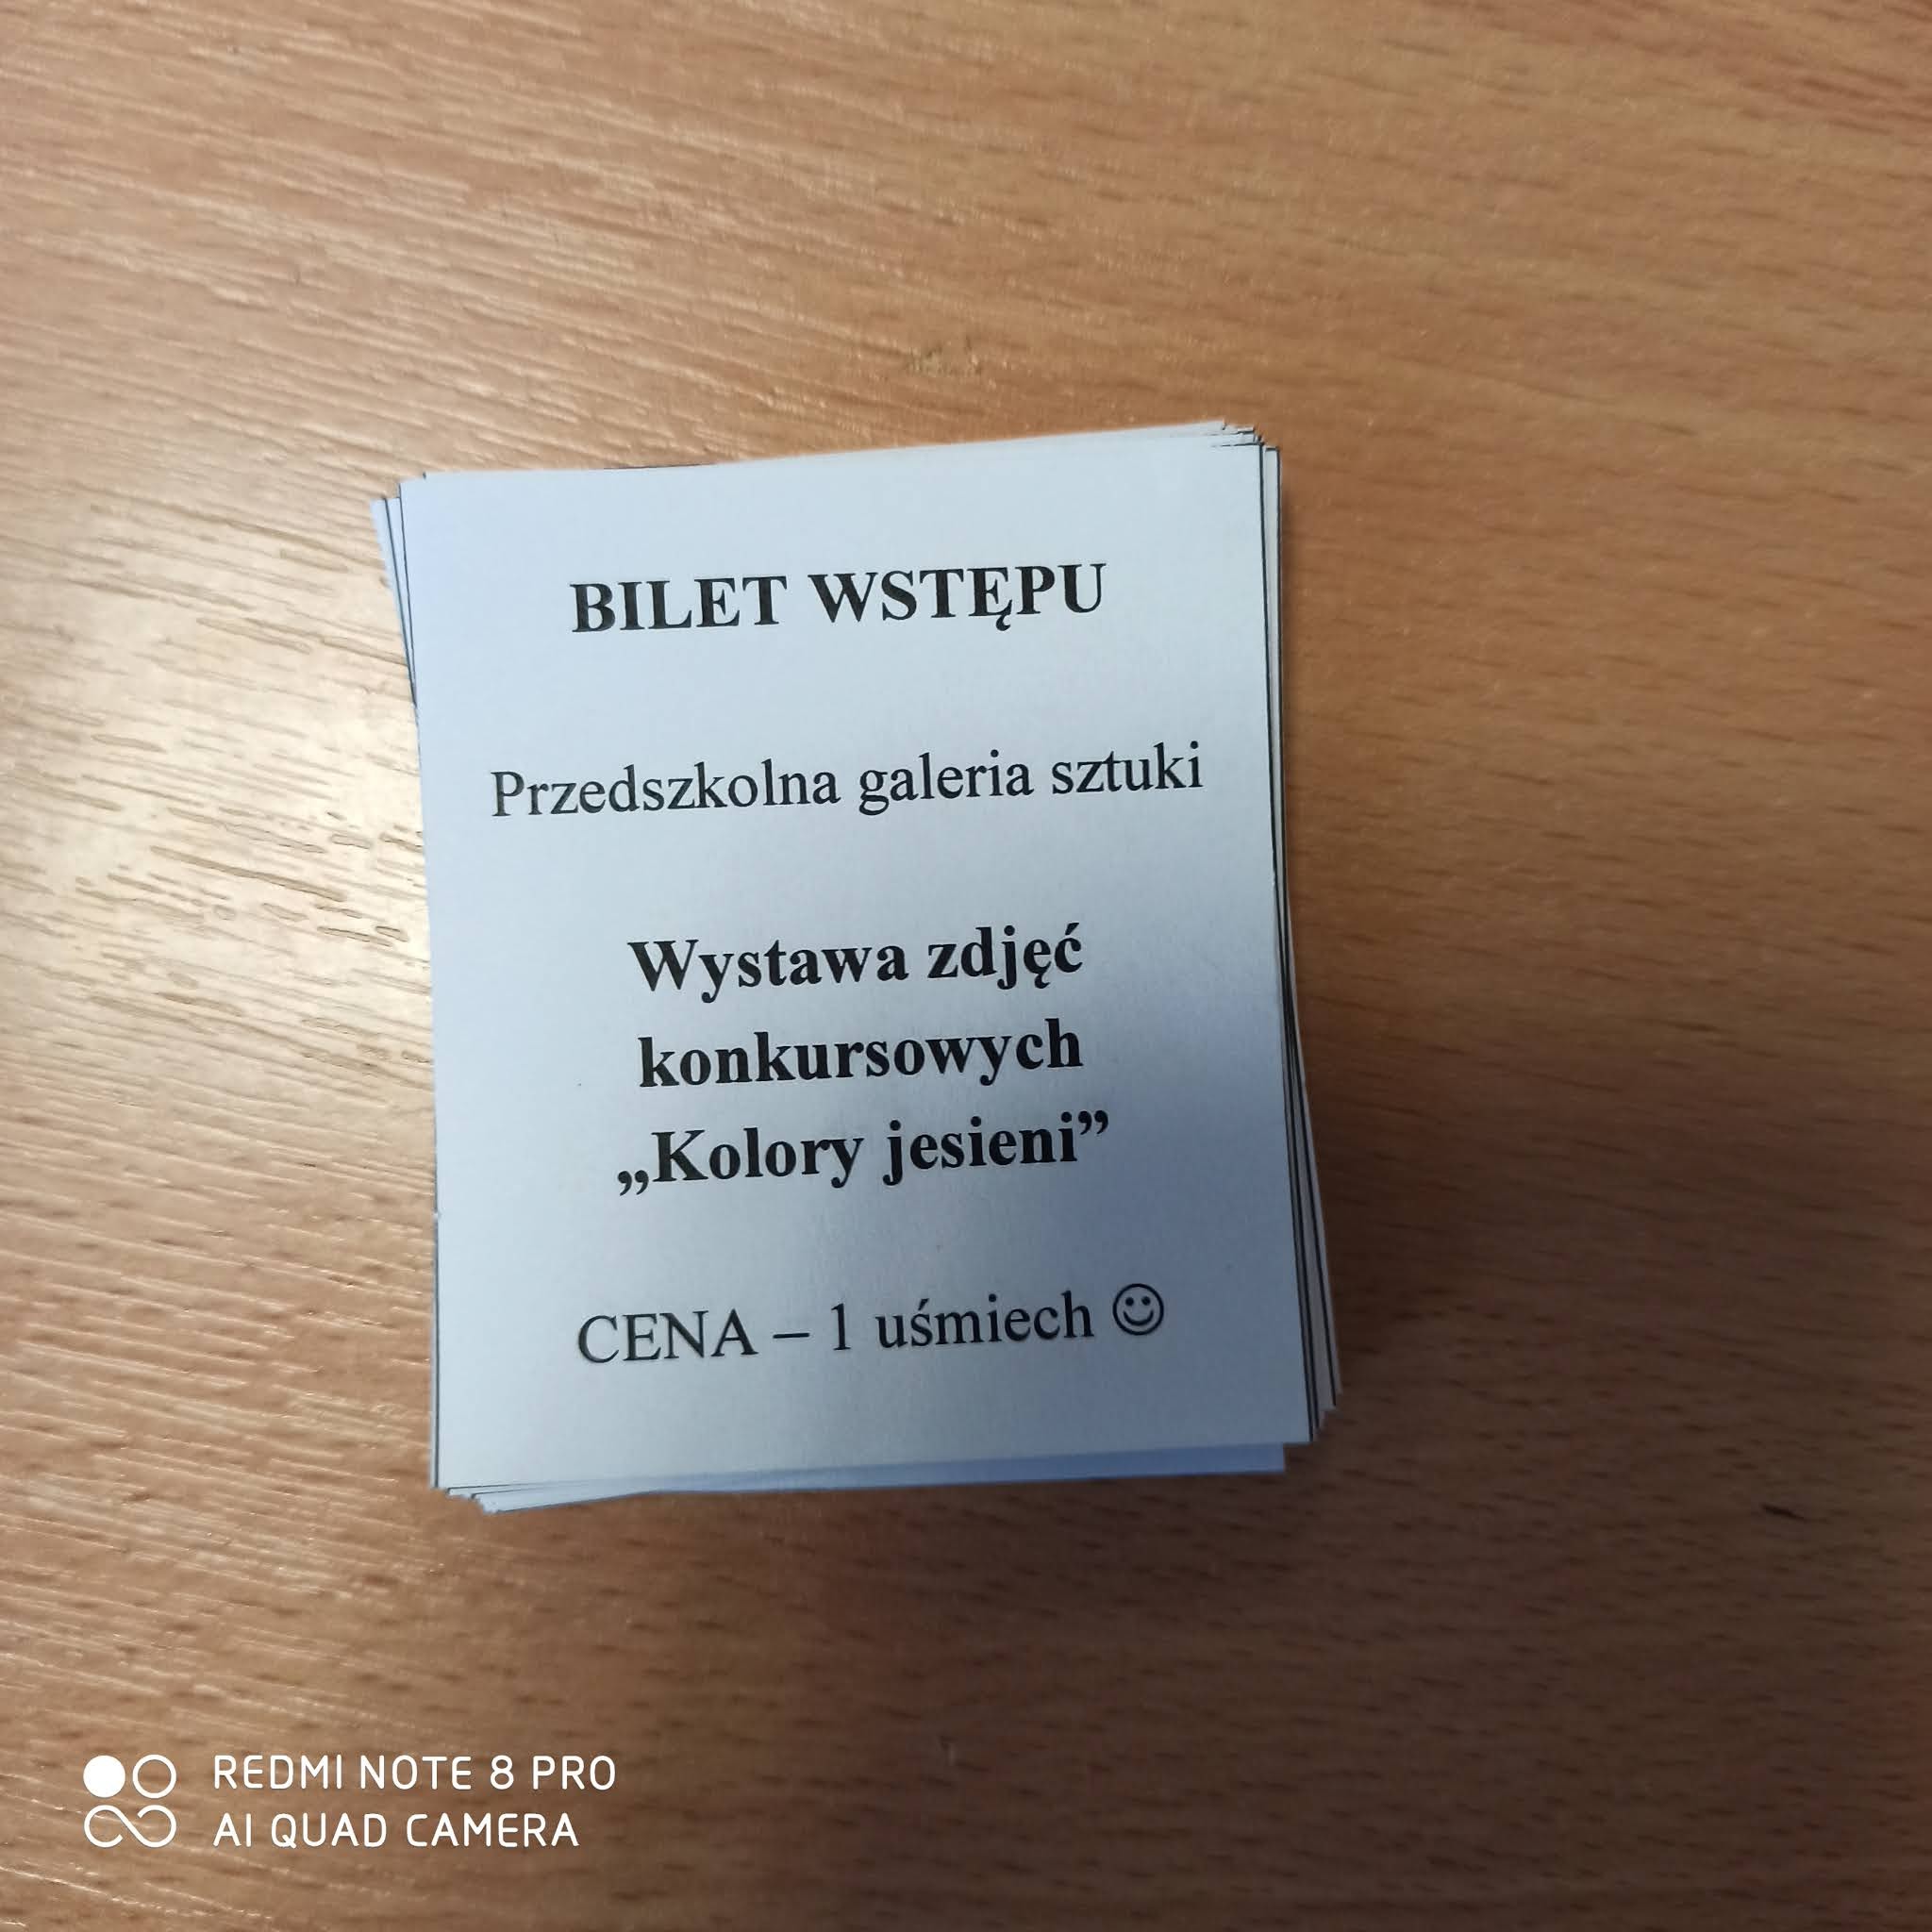 BILET WSTĘPU
Przedszkolna galeria sztuki
Wystawa zdjęć
konkursowych
„Kolory jesieni”
CENA – 1 uśmiech ☺
REDMI NOTE 8 PRO
AI QUAD CAMERA